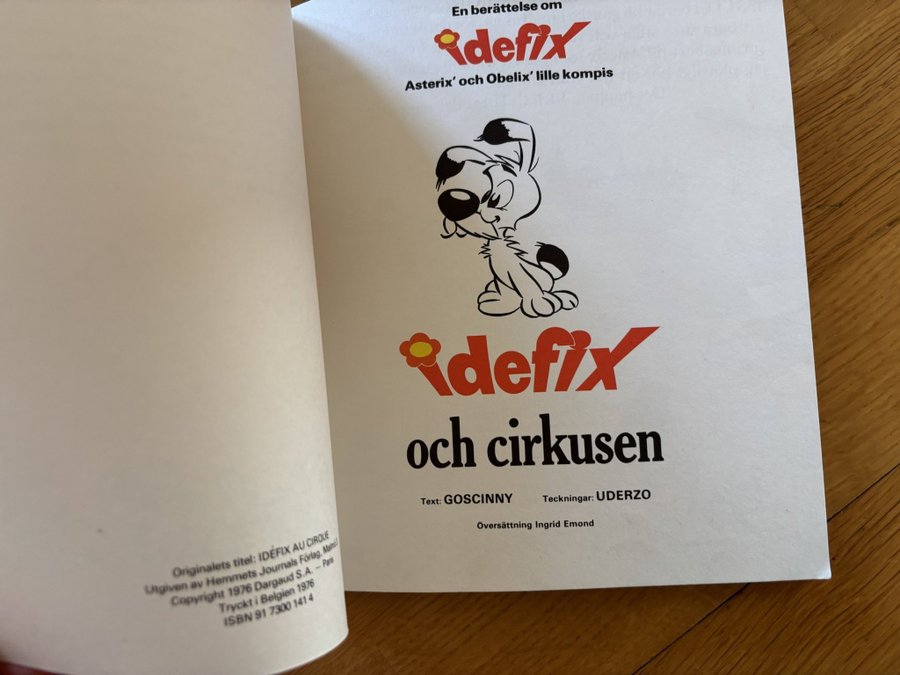 Originalets titel: IDÉFIX AU CIRQUE
Utgiven av Hemmets Journals Förlag, Malmö
Copyright 1976 Dargaud S.A. – Paris
Tryckt i Belgien 1976
ISBN 91 7300 141 4
En berättelse om
idefix
Asterix' och Obelix' lille kompis
idefix
och cirkusen
Text: GOSCINNY Teckningar: UDERZO
Översättning Ingrid Emond